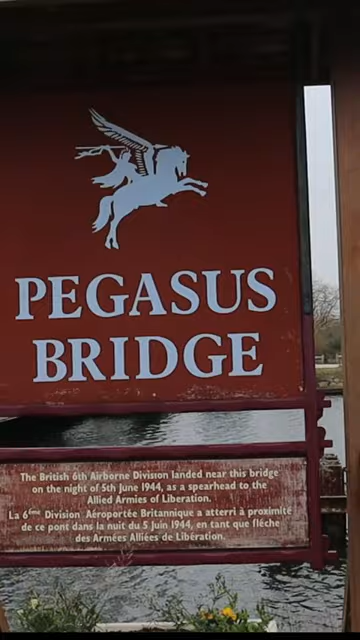 PEGASUS
BRIDGE
The British 6th Airborne Division landed near this bridge
on the night of 5th June 1944, as a spearhead to the
Allied Armies of Liberation.
La 6ème Division Aéroportée Britannique a atterri à proximité
de ce pont dans la nuit du 5 Juin 1944, en tant que flèche
des Armées Alliées de Libération.